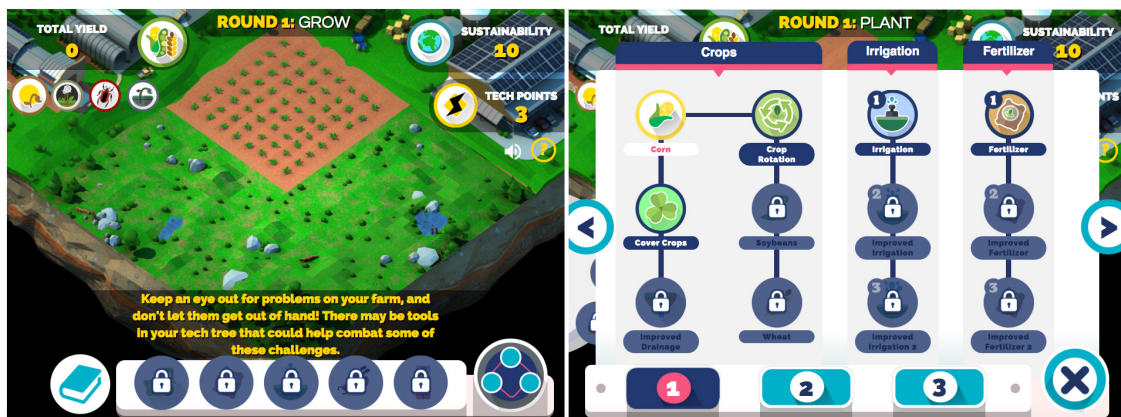 ROUND 1: GROW
TOTAL YIELD
0
SUSTAINABILITY
10
TECH POINTS
3
?
Keep an eye out for problems on your farm, and
don't let them get out of hand! There may be tools
in your tech tree that could help combat some of
these challenges.
ROUND 1: PLANT
TOTAL YIELD
SUSTAINABILITY
10
Crops
Irrigation
Fertilizer
1
1
Corn
Crop
Rotation
Irrigation
Fertilizer
NTS
?
2
2
Cover Crops
Soybeans
Improved
Irrigation
Improved
Fertilizer
3
3
Improved
Drainage
Wheat
Improved
Irrigation 2
Improved
Fertilizer 2
1
2
3